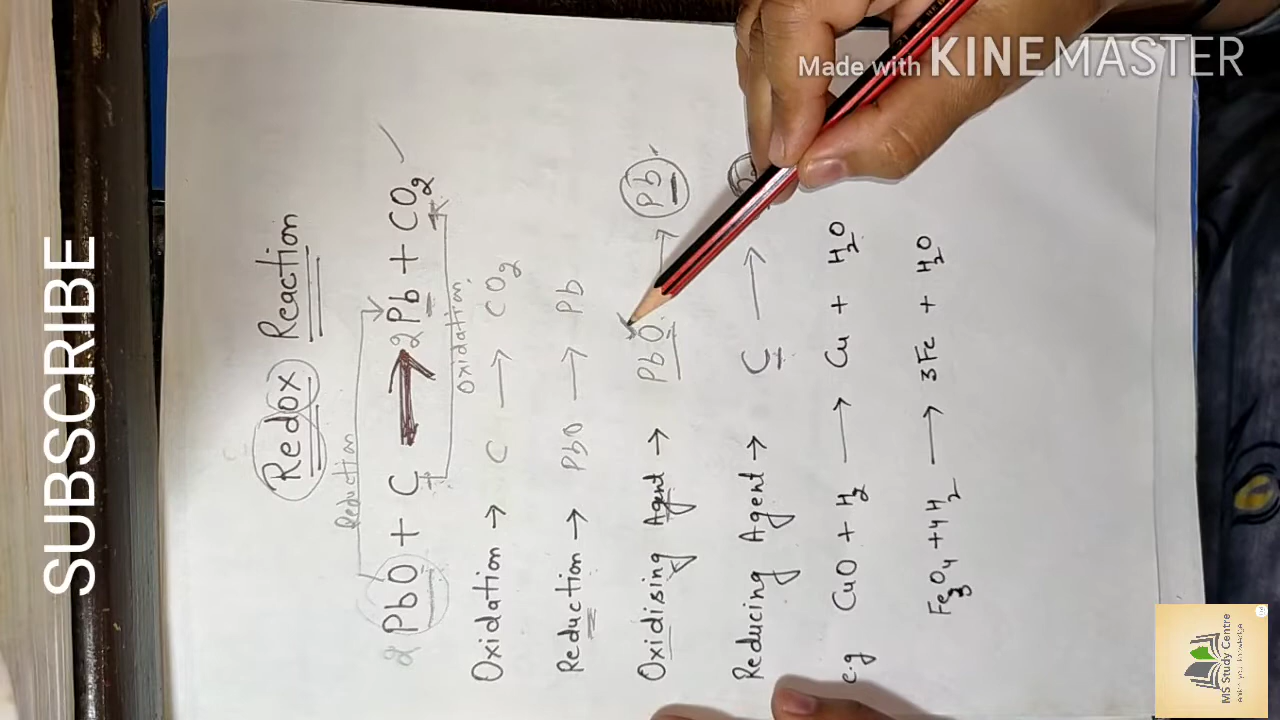 Made with KINEMASTER
SUBSCRIBE
Redox Reaction
Reduction
2PbO + C → 2Pb + CO2 ✓
Oxidation
Oxidation → C → CO2
Reduction → PbO → Pb
Oxidising Agent → PbO → Pb
Reducing Agent → C →
e.g CuO + H2 → Cu + H2O
Fe3O4 + 4H2 → 3Fe + H2O
MS Study Centre